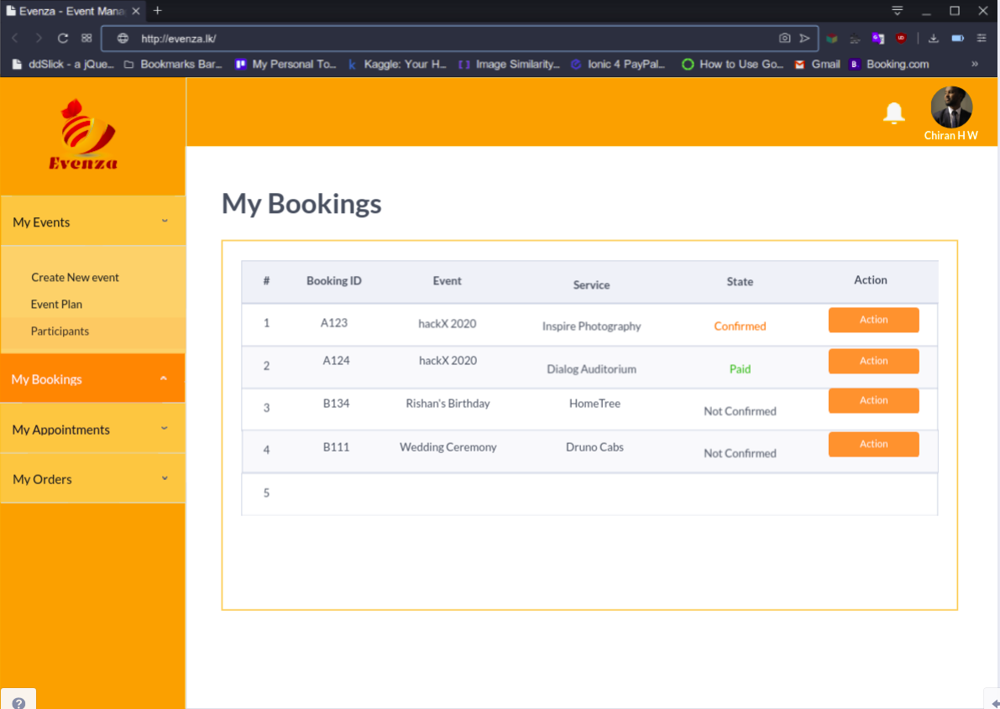 Evenza - Event Mana
http://evenza.lk/
ddSlick - a jQue... Bookmarks Bar... My Personal To... Kaggle: Your H... Image Similarity... Ionic 4 PayPal... How to Use Go... Gmail B Booking.com »
Evenza
Chiran H W
My Events
Create New event
Event Plan
Participants
My Bookings
My Appointments
My Orders
My Bookings
# Booking ID Event Service State Action
1 A123 hackX 2020 Inspire Photography Confirmed Action
2 A124 hackX 2020 Dialog Auditorium Paid Action
3 B134 Rishan's Birthday HomeTree Not Confirmed Action
4 B111 Wedding Ceremony Druno Cabs Not Confirmed Action
5
?